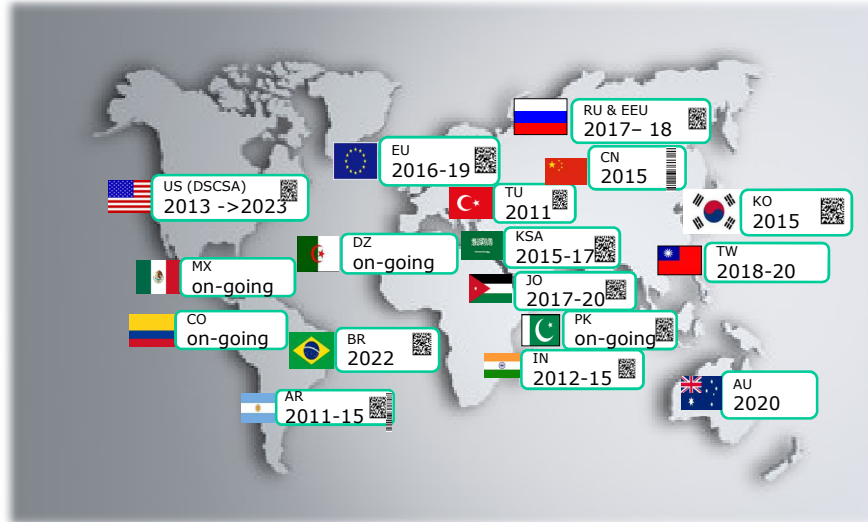 RU & EEU
2017– 18
EU
2016-19
CN
2015
US (DSCSA)
2013 ->2023
TU
2011
KO
2015
DZ
on-going
KSA
2015-17
TW
2018-20
MX
on-going
JO
2017-20
CO
on-going
BR
2022
PK
on-going
IN
2012-15
AR
2011-15
AU
2020